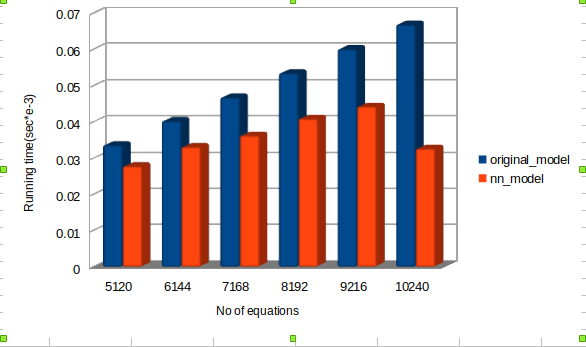 0.07
0.06
0.05
0.04
0.03
0.02
0.01
0
Running time(sec*e-3)
5120 6144 7168 8192 9216 10240
No of equations
original_model
nn_model